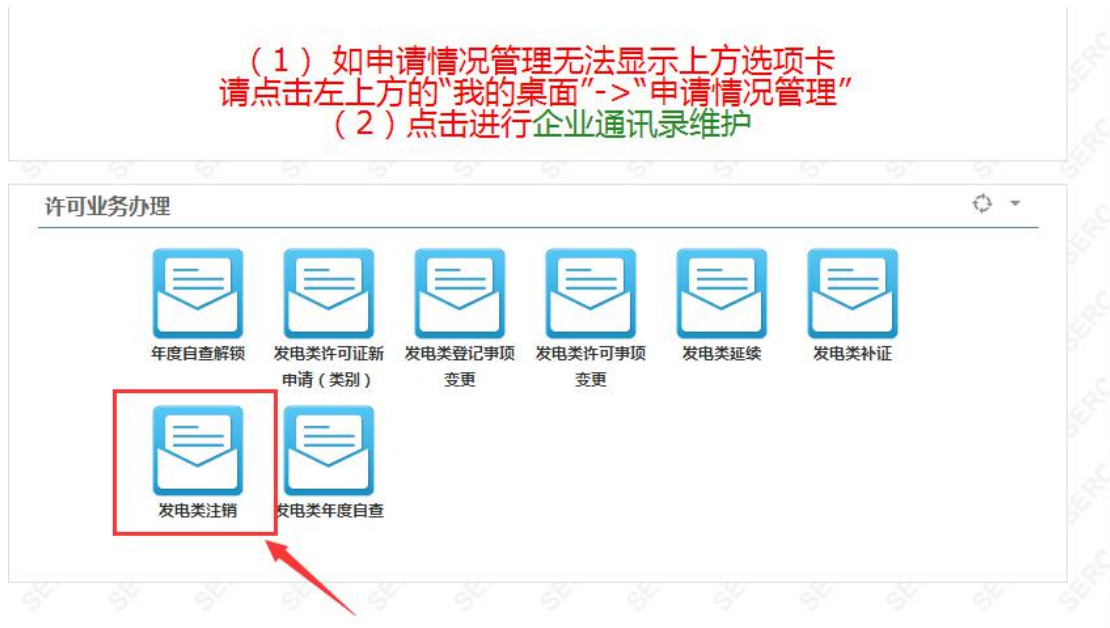 （1）如申请情况管理无法显示上方选项卡
请点击左上方的“我的桌面”->“申请情况管理”
（2）点击进行企业通讯录维护
许可业务办理
年度自查解锁
发电类许可证新
申请（类别）
发电类登记事项
变更
发电类许可事项
变更
发电类延续
发电类补证
发电类注销
发电类年度自查
SERC